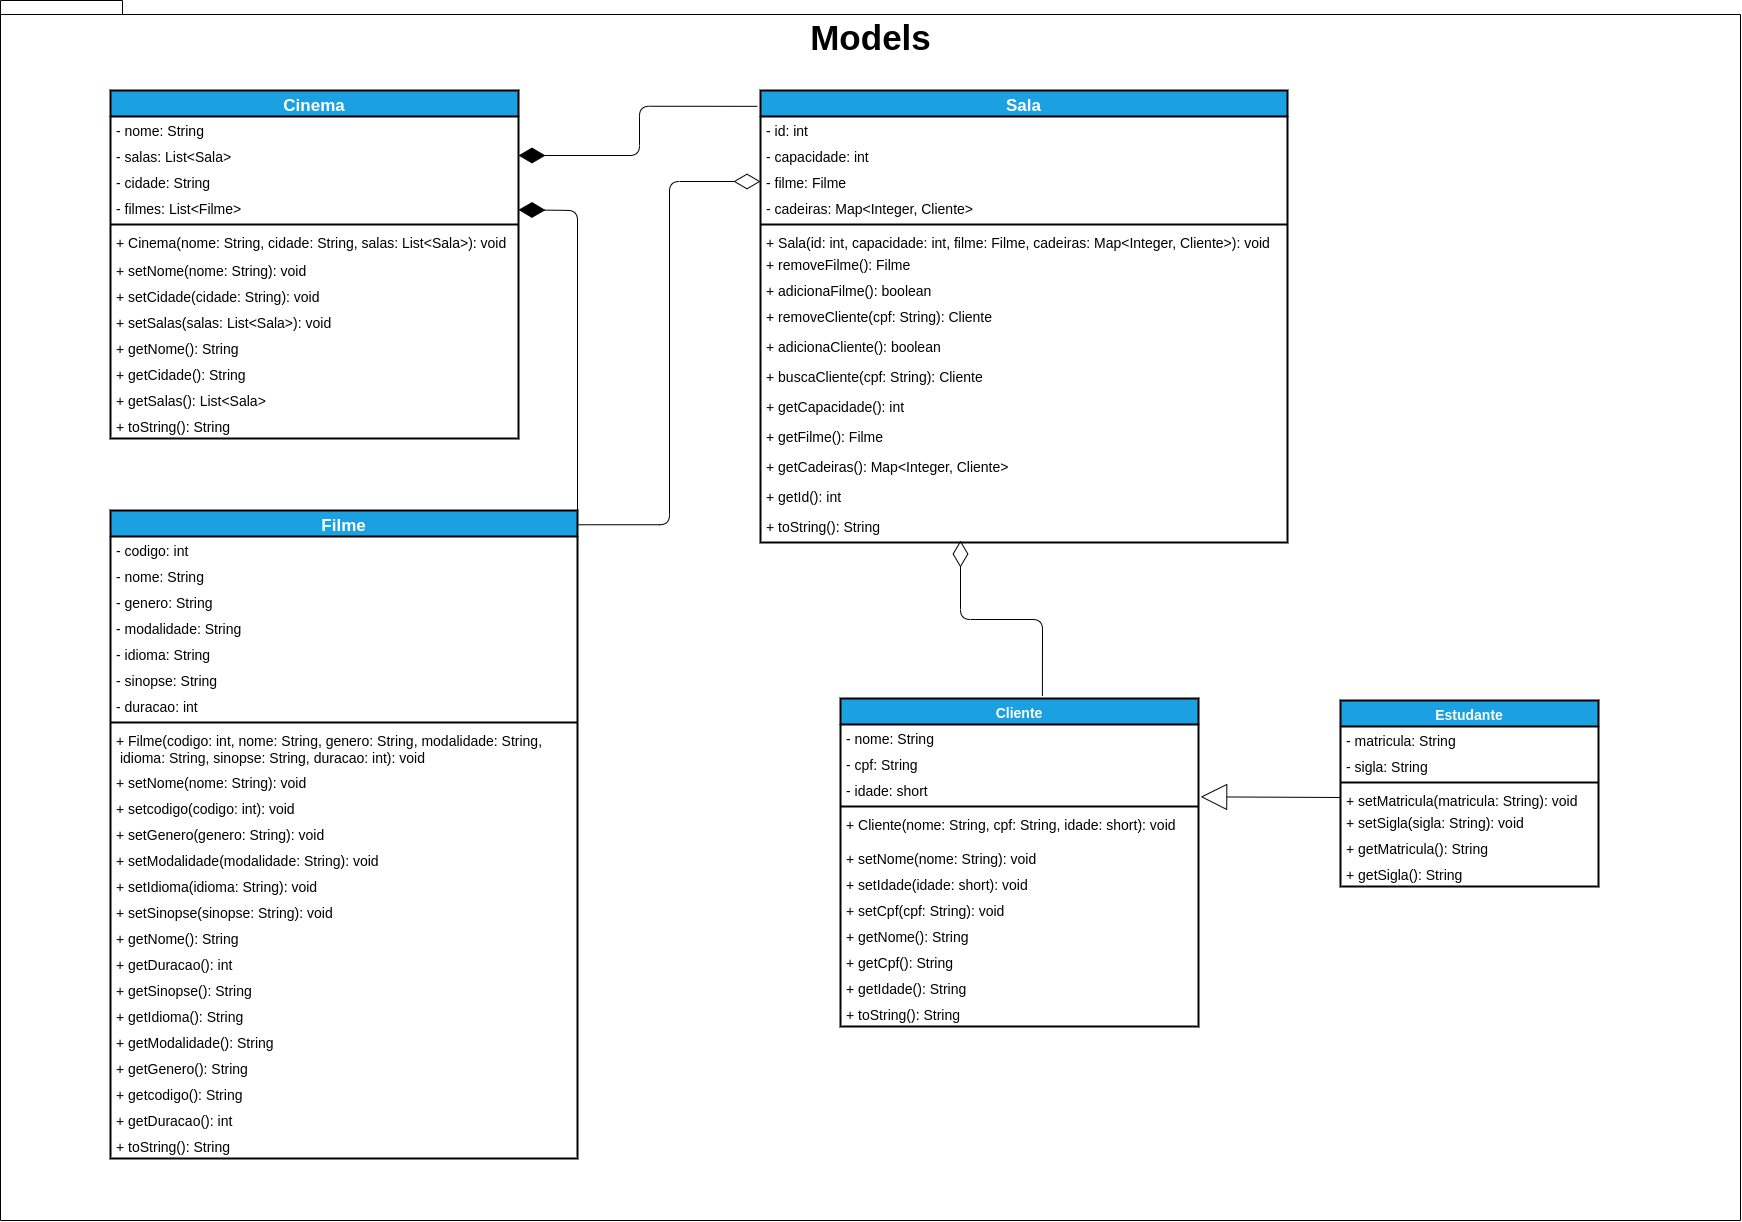 Models
Cinema
- nome: String
- salas: List<Sala>
- cidade: String
- filmes: List<Filme>
+ Cinema(nome: String, cidade: String, salas: List<Sala>): void
+ setNome(nome: String): void
+ setCidade(cidade: String): void
+ setSalas(salas: List<Sala>): void
+ getNome(): String
+ getCidade(): String
+ getSalas(): List<Sala>
+ toString(): String
Sala
- id: int
- capacidade: int
- filme: Filme
- cadeiras: Map<Integer, Cliente>
+ Sala(id: int, capacidade: int, filme: Filme, cadeiras: Map<Integer, Cliente>): void
+ removeFilme(): Filme
+ adicionaFilme(): boolean
+ removeCliente(cpf: String): Cliente
+ adicionaCliente(): boolean
+ buscaCliente(cpf: String): Cliente
+ getCapacidade(): int
+ getFilme(): Filme
+ getCadeiras(): Map<Integer, Cliente>
+ getId(): int
+ toString(): String
Filme
- codigo: int
- nome: String
- genero: String
- modalidade: String
- idioma: String
- sinopse: String
- duracao: int
+ Filme(codigo: int, nome: String, genero: String, modalidade: String,
idioma: String, sinopse: String, duracao: int): void
+ setNome(nome: String): void
+ setcodigo(codigo: int): void
+ setGenero(genero: String): void
+ setModalidade(modalidade: String): void
+ setIdioma(idioma: String): void
+ setSinopse(sinopse: String): void
+ getNome(): String
+ getDuracao(): int
+ getSinopse(): String
+ getIdioma(): String
+ getModalidade(): String
+ getGenero(): String
+ getcodigo(): String
+ getDuracao(): int
+ toString(): String
Cliente
- nome: String
- cpf: String
- idade: short
+ Cliente(nome: String, cpf: String, idade: short): void
+ setNome(nome: String): void
+ setIdade(idade: short): void
+ setCpf(cpf: String): void
+ getNome(): String
+ getCpf(): String
+ getIdade(): String
+ toString(): String
Estudante
- matricula: String
- sigla: String
+ setMatricula(matricula: String): void
+ setSigla(sigla: String): void
+ getMatricula(): String
+ getSigla(): String